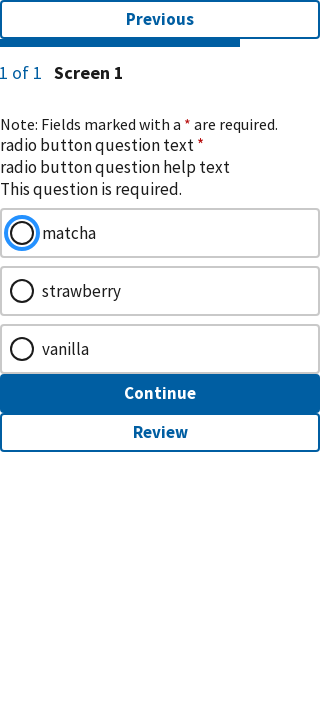 Previous
1 of 1 Screen 1
Note: Fields marked with a * are required.
radio button question text *
radio button question help text
This question is required.
matcha
strawberry
vanilla
Continue
Review